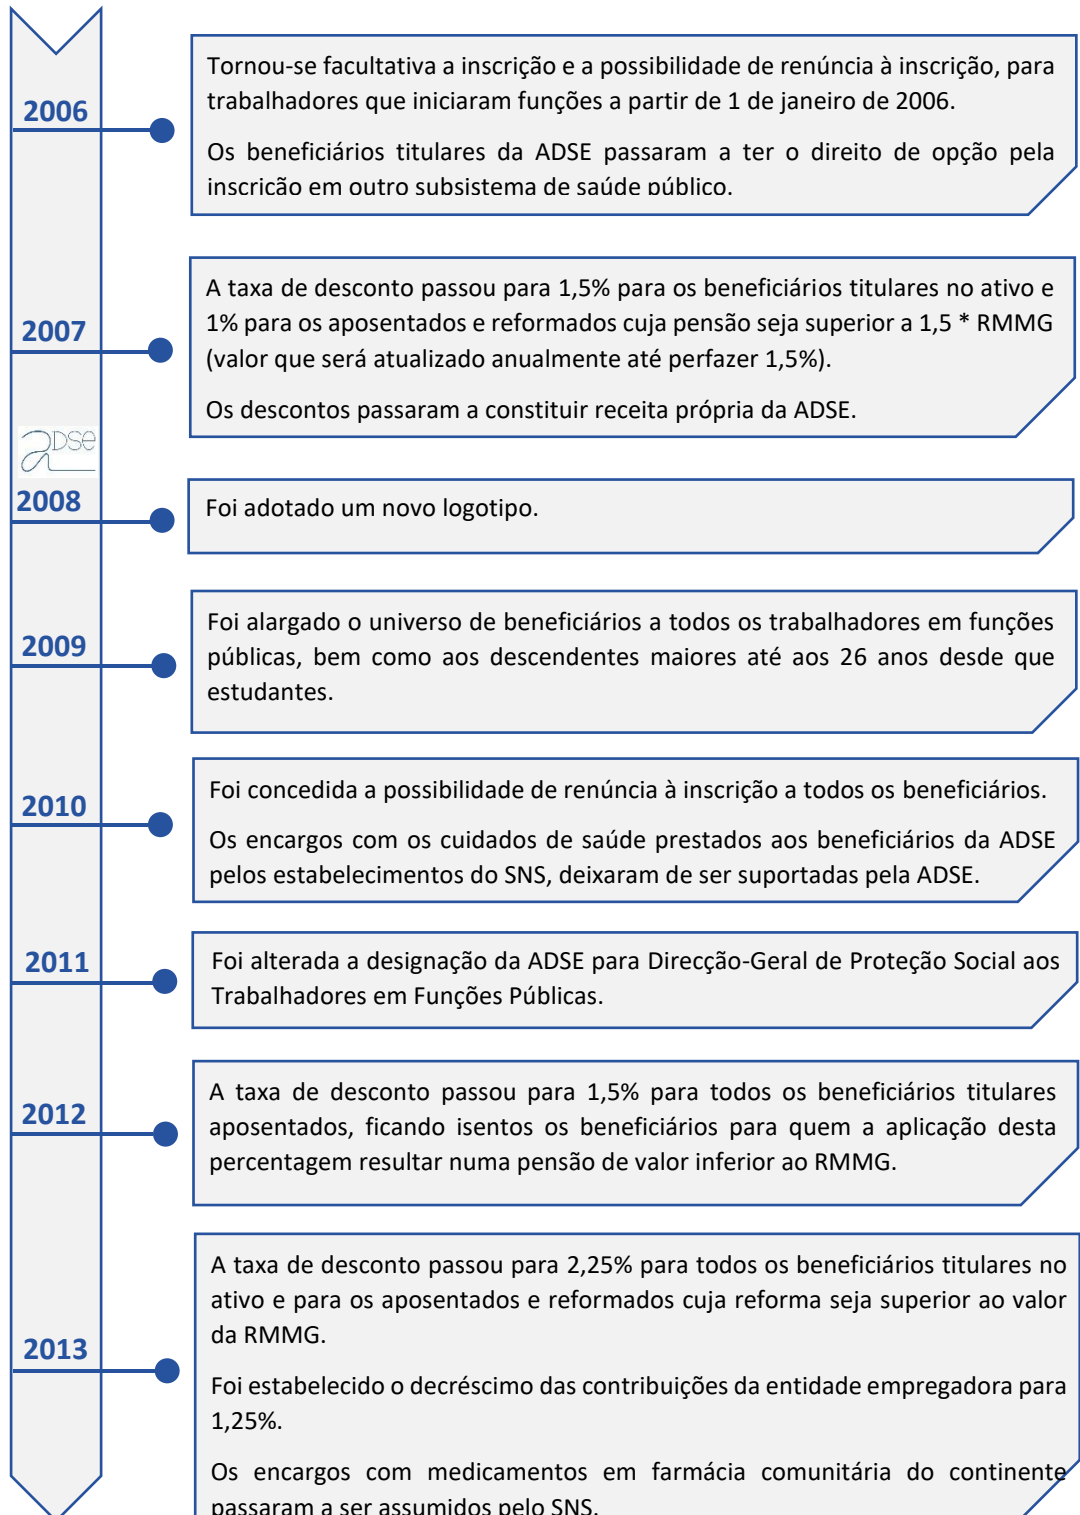 2006
Tornou-se facultativa a inscrição e a possibilidade de renúncia à inscrição, para
trabalhadores que iniciaram funções a partir de 1 de janeiro de 2006.
Os beneficiários titulares da ADSE passaram a ter o direito de opção pela
inscrição em outro subsistema de saúde público.
2007
A taxa de desconto passou para 1,5% para os beneficiários titulares no ativo e
1% para os aposentados e reformados cuja pensão seja superior a 1,5 * RMMG
(valor que será atualizado anualmente até perfazer 1,5%).
Os descontos passaram a constituir receita própria da ADSE.
adse
2008
Foi adotado um novo logotipo.
2009
Foi alargado o universo de beneficiários a todos os trabalhadores em funções
públicas, bem como aos descendentes maiores até aos 26 anos desde que
estudantes.
2010
Foi concedida a possibilidade de renúncia à inscrição a todos os beneficiários.
Os encargos com os cuidados de saúde prestados aos beneficiários da ADSE
pelos estabelecimentos do SNS, deixaram de ser suportadas pela ADSE.
2011
Foi alterada a designação da ADSE para Direcção-Geral de Proteção Social aos
Trabalhadores em Funções Públicas.
2012
A taxa de desconto passou para 1,5% para todos os beneficiários titulares
aposentados, ficando isentos os beneficiários para quem a aplicação desta
percentagem resultar numa pensão de valor inferior ao RMMG.
2013
A taxa de desconto passou para 2,25% para todos os beneficiários titulares no
ativo e para os aposentados e reformados cuja reforma seja superior ao valor
da RMMG.
Foi estabelecido o decréscimo das contribuições da entidade empregadora para
1,25%.
Os encargos com medicamentos em farmácia comunitária do continente
passaram a ser assumidos pelo SNS.